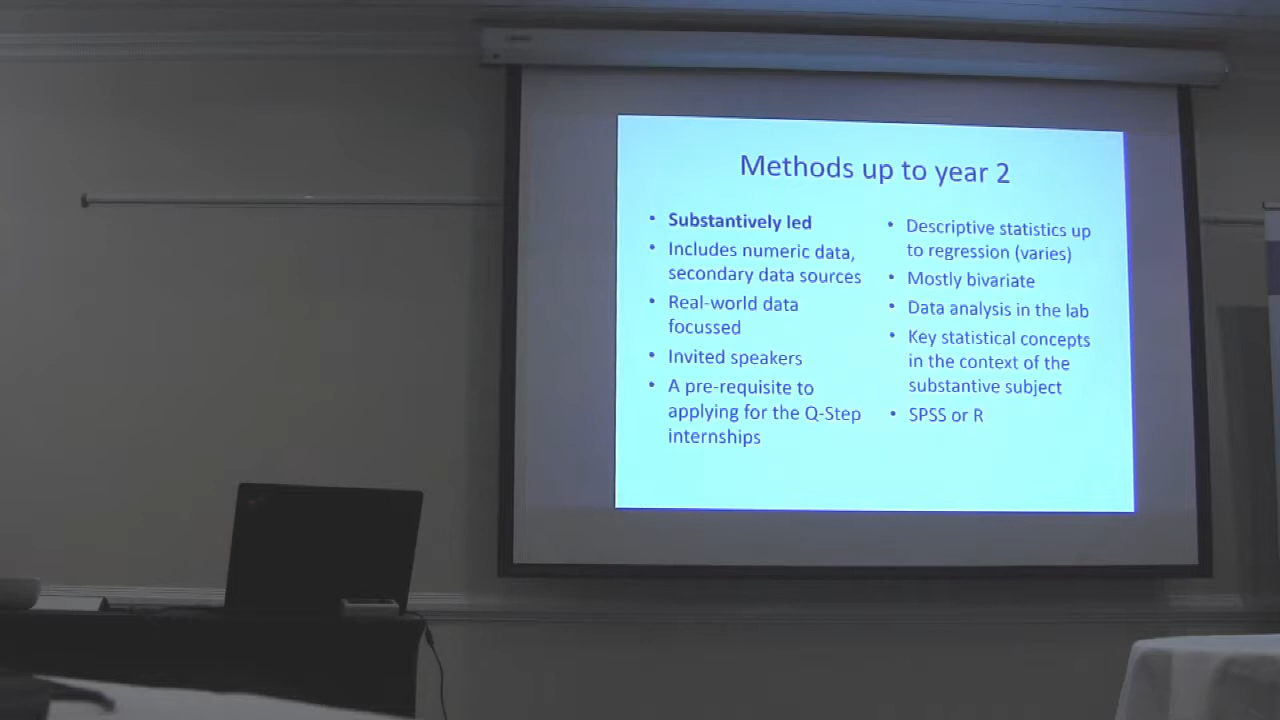 Methods up to year 2
• Substantively led
• Includes numeric data,
secondary data sources
• Real-world data
focussed
• Invited speakers
• A pre-requisite to
applying for the Q-Step
internships
• Descriptive statistics up
to regression (varies)
• Mostly bivariate
• Data analysis in the lab
• Key statistical concepts
in the context of the
substantive subject
• SPSS or R